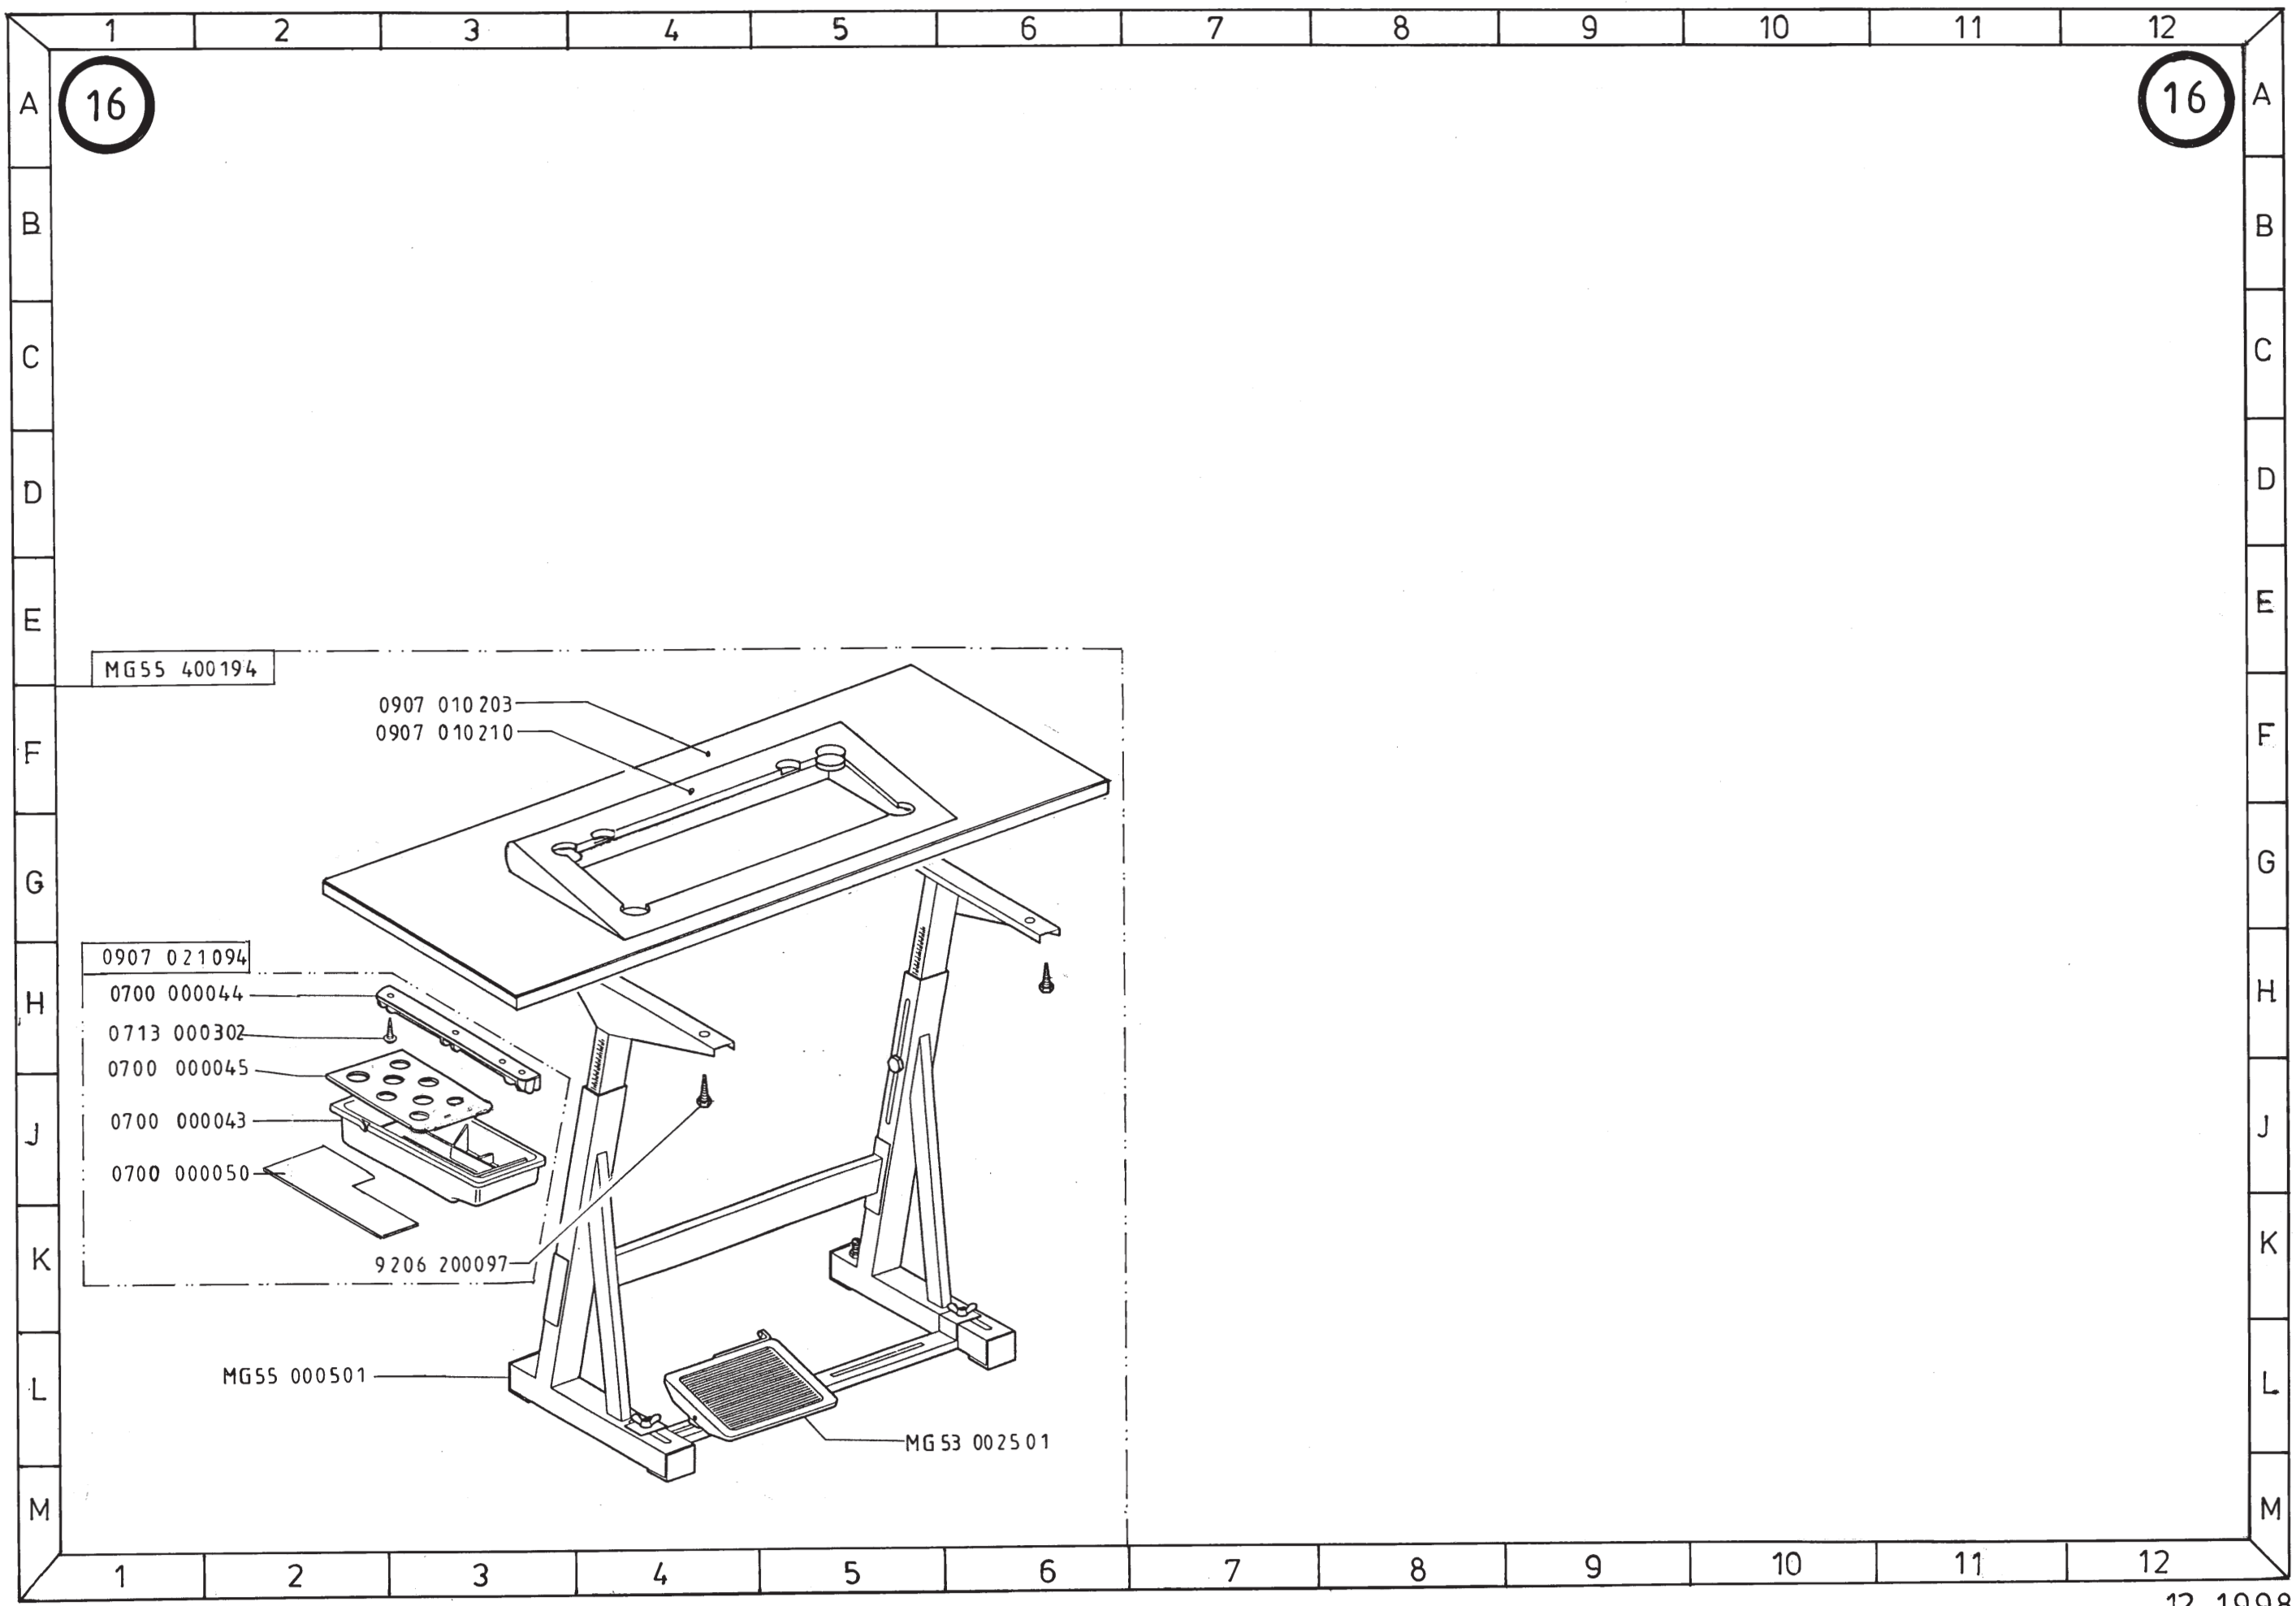 1 2 3 4 5 6 7 8 9 10 11 12
A 16 16 A
B B
C C
D D
E E
MG55 400194
0907 010203
0907 010210
F F
G G
0907 021094
0700 000044
H H
0713 000302
0700 000045
0700 000043
J J
0700 000050
K K
9206 200097
MG55 000501
L L
MG53 002501
M M
1 2 3 4 5 6 7 8 9 10 11 12
12 1998